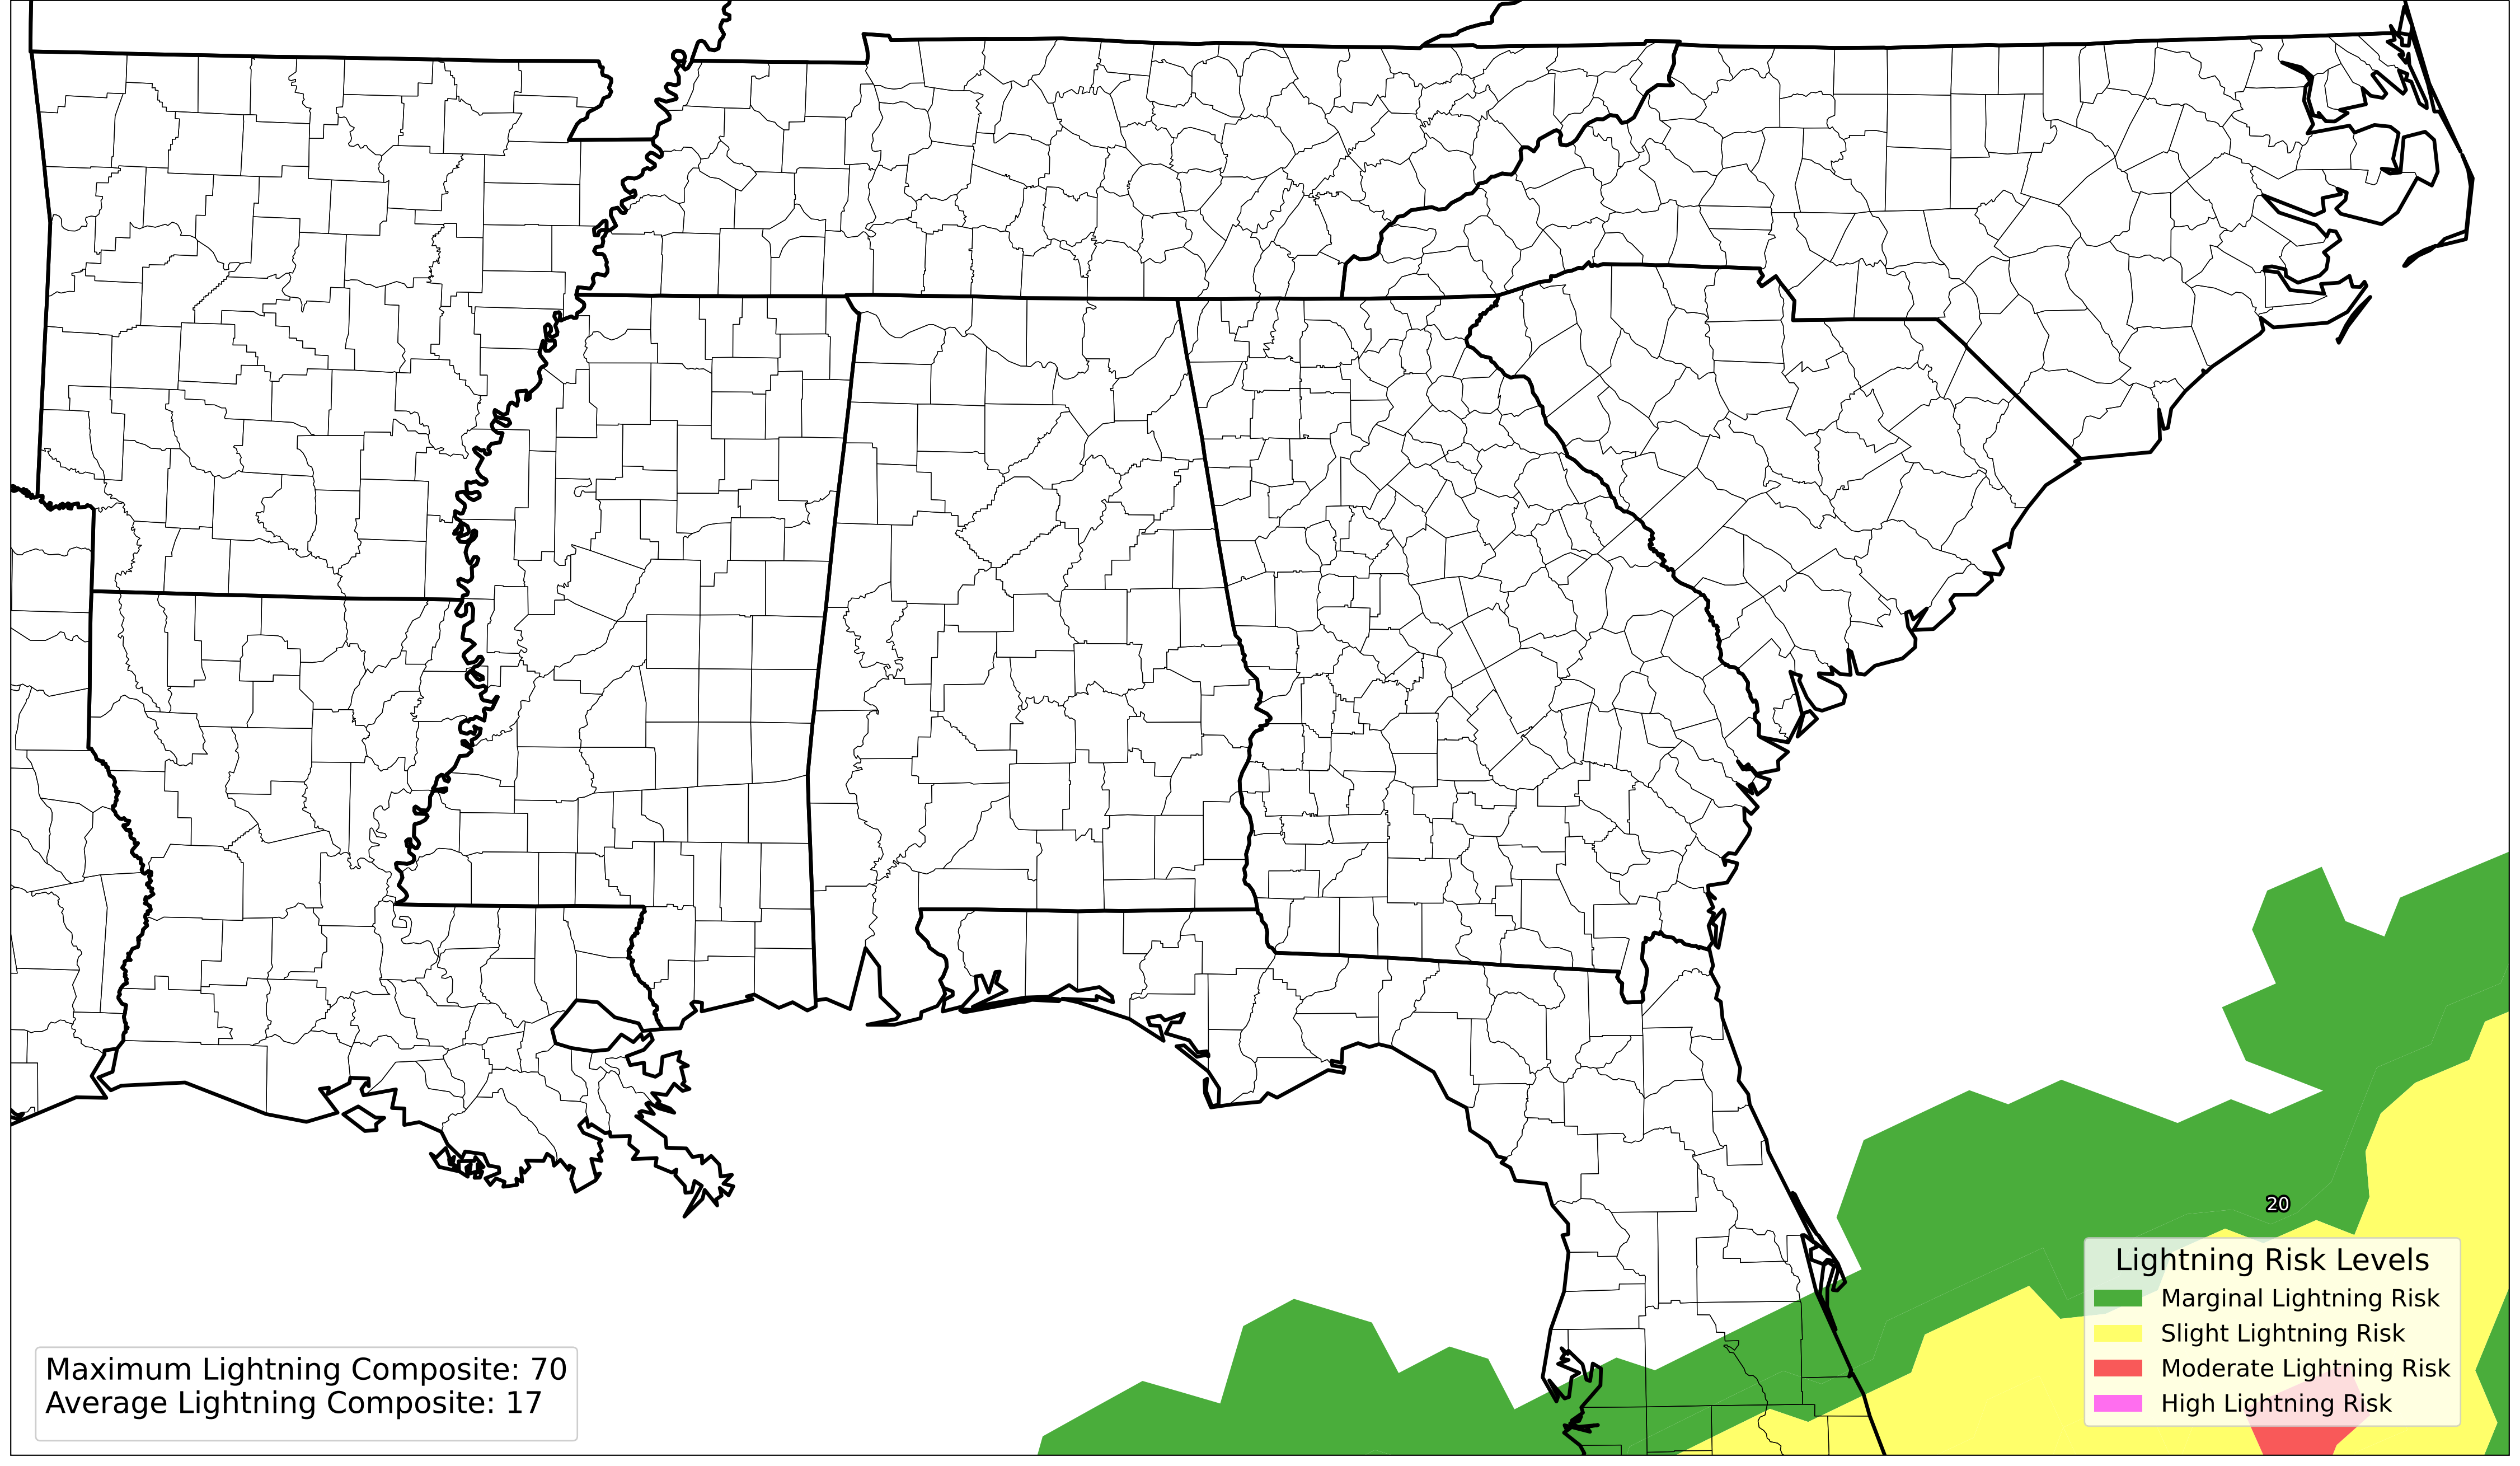 20
Lightning Risk Levels
Marginal Lightning Risk
Slight Lightning Risk
Moderate Lightning Risk
High Lightning Risk
Maximum Lightning Composite: 70
Average Lightning Composite: 17